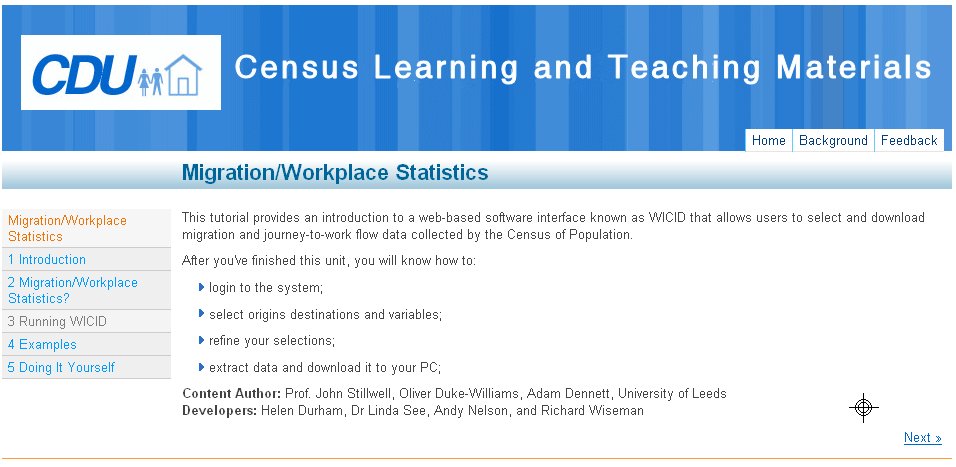 CDU
Census Learning and Teaching Materials
Home
Background
Feedback
Migration/Workplace Statistics
Migration/Workplace
Statistics
1 Introduction
2 Migration/Workplace
Statistics?
3 Running WICID
4 Examples
5 Doing It Yourself
This tutorial provides an introduction to a web-based software interface known as WICID that allows users to select and download
migration and journey-to-work flow data collected by the Census of Population.
After you've finished this unit, you will know how to:
login to the system;
select origins destinations and variables;
refine your selections;
extract data and download it to your PC;
Content Author: Prof. John Stillwell, Oliver Duke-Williams, Adam Dennett, University of Leeds
Developers: Helen Durham, Dr Linda See, Andy Nelson, and Richard Wiseman
Next »